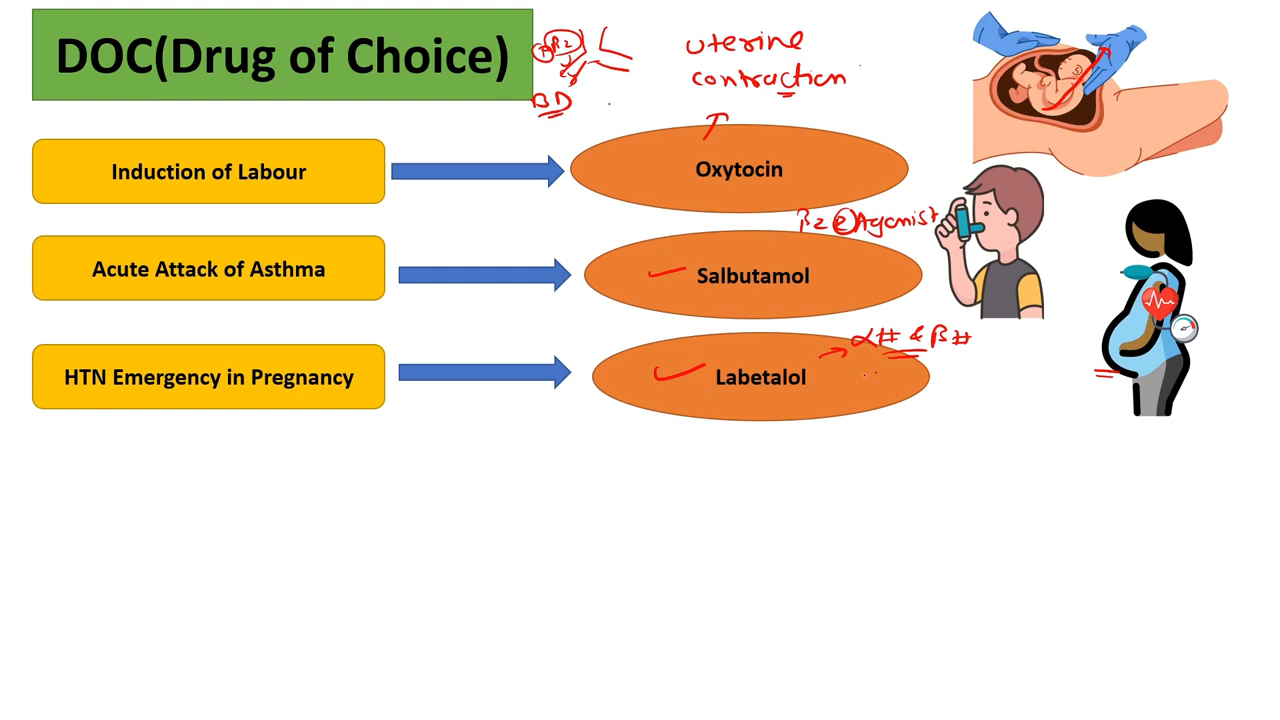 DOC(Drug of Choice)
β2
BD
uterine
contraction
Induction of Labour
Oxytocin
β2 Agonist
Acute Attack of Asthma
Salbutamol
α# & β#
HTN Emergency in Pregnancy
Labetalol